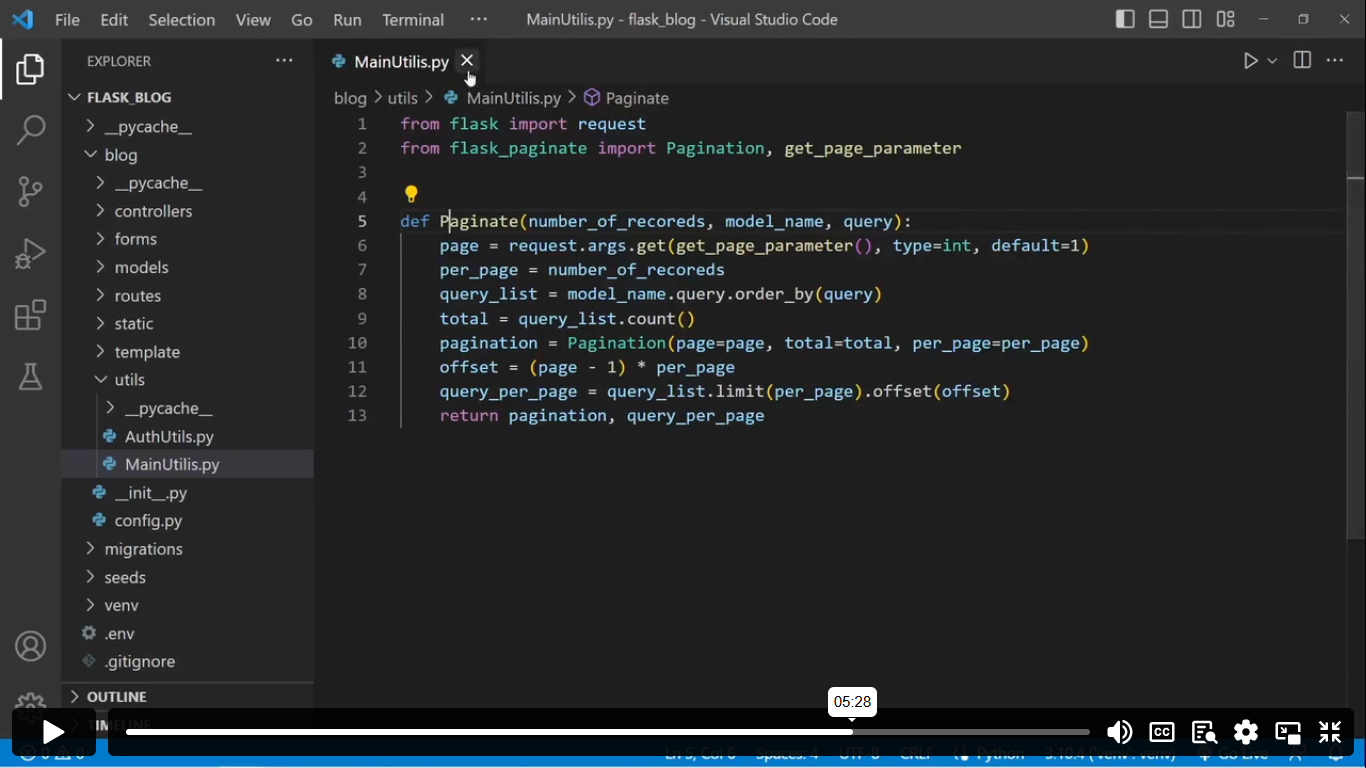 File Edit Selection View Go Run Terminal ··· MainUtilis.py - flask_blog - Visual Studio Code
EXPLORER ···
FLASK_BLOG
__pycache__
blog
__pycache__
controllers
forms
models
routes
static
template
utils
__pycache__
AuthUtils.py
MainUtilis.py
__init__.py
config.py
migrations
seeds
venv
.env
.gitignore
OUTLINE
TIMELINE
MainUtilis.py
blog > utils > MainUtilis.py > Paginate
1 from flask import request
2 from flask_paginate import Pagination, get_page_parameter
3
4
5 def Paginate(number_of_recoreds, model_name, query):
6 page = request.args.get(get_page_parameter(), type=int, default=1)
7 per_page = number_of_recoreds
8 query_list = model_name.query.order_by(query)
9 total = query_list.count()
10 pagination = Pagination(page=page, total=total, per_page=per_page)
11 offset = (page - 1) * per_page
12 query_per_page = query_list.limit(per_page).offset(offset)
13 return pagination, query_per_page
05:28
CC
0 0 Ln 5, Col 6 Spaces: 4 UTF-8 CRLF Python 3.10.4 ('venv': venv) Go Live